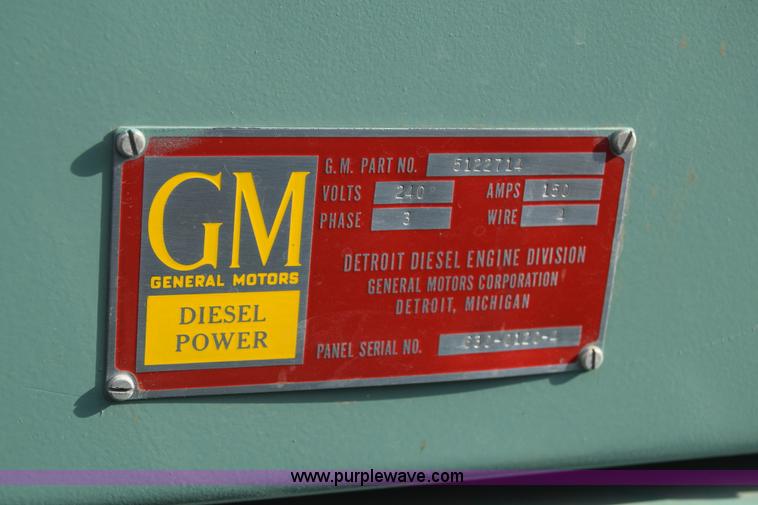 GM
GENERAL MOTORS
DIESEL
POWER
G.M. PART NO. 5122714
VOLTS 240 AMPS 150
PHASE 3 WIRE 4
DETROIT DIESEL ENGINE DIVISION
GENERAL MOTORS CORPORATION
DETROIT, MICHIGAN
PANEL SERIAL NO.
www.purplewave.com